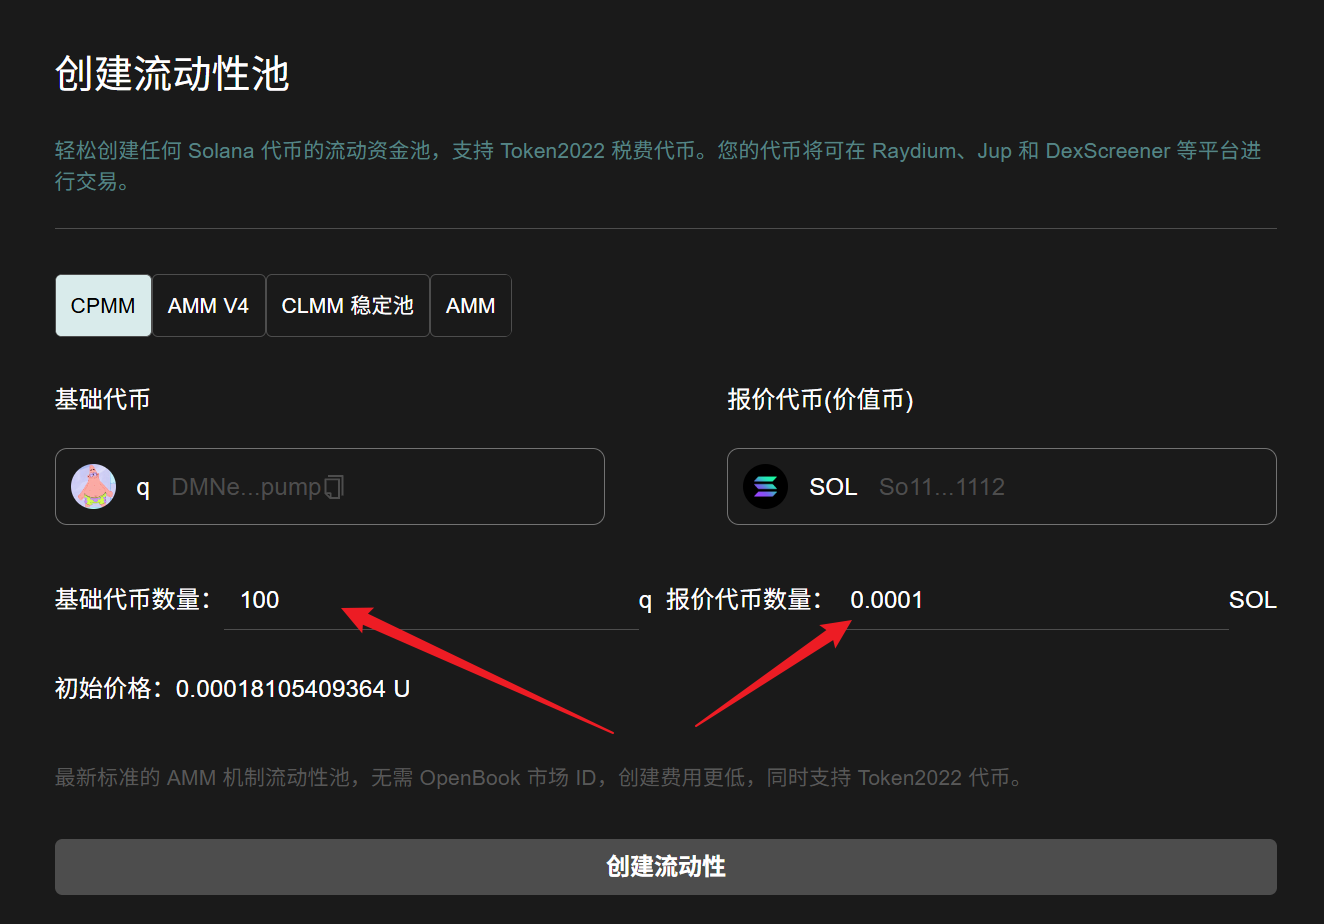 创建流动性池
轻松创建任何 Solana 代币的流动资金池，支持 Token2022 税费代币。您的代币将可在 Raydium、Jup 和 DexScreener 等平台进
行交易。
CPMM AMM V4 CLMM 稳定池 AMM
基础代币 报价代币(价值币)
q DMNe...pump SOL So11...1112
基础代币数量： 100 q 报价代币数量： 0.0001 SOL
初始价格：0.00018105409364 U
最新标准的 AMM 机制流动性池，无需 OpenBook 市场 ID，创建费用更低，同时支持 Token2022 代币。
创建流动性